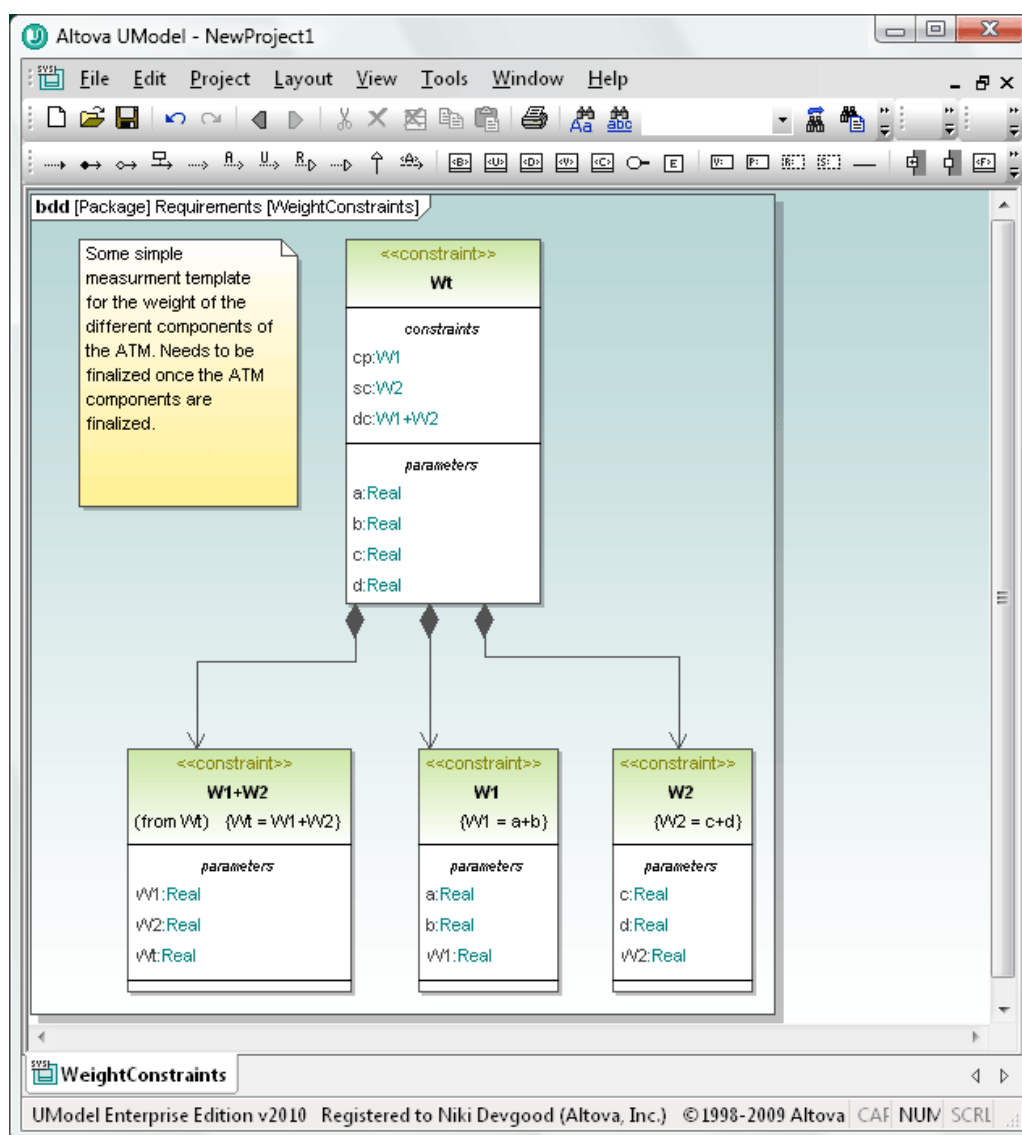 Altova UModel - NewProject1
File Edit Project Layout View Tools Window Help
bdd [Package] Requirements [WeightConstraints]
Some simple
measurment template
for the weight of the
different components of
the ATM. Needs to be
finalized once the ATM
components are
finalized.
<<constraint>>
Wt
constraints
cp:W1
sc:W2
dc:W1+W2
parameters
a:Real
b:Real
c:Real
d:Real
<<constraint>>
W1+W2
(from Wt) {Wt = W1+W2}
parameters
W1:Real
W2:Real
Wt:Real
<<constraint>>
W1
{W1 = a+b}
parameters
a:Real
b:Real
W1:Real
<<constraint>>
W2
{W2 = c+d}
parameters
c:Real
d:Real
W2:Real
WeightConstraints
UModel Enterprise Edition v2010 Registered to Niki Devgood (Altova, Inc.) ©1998-2009 Altova CAP NUM SCRL